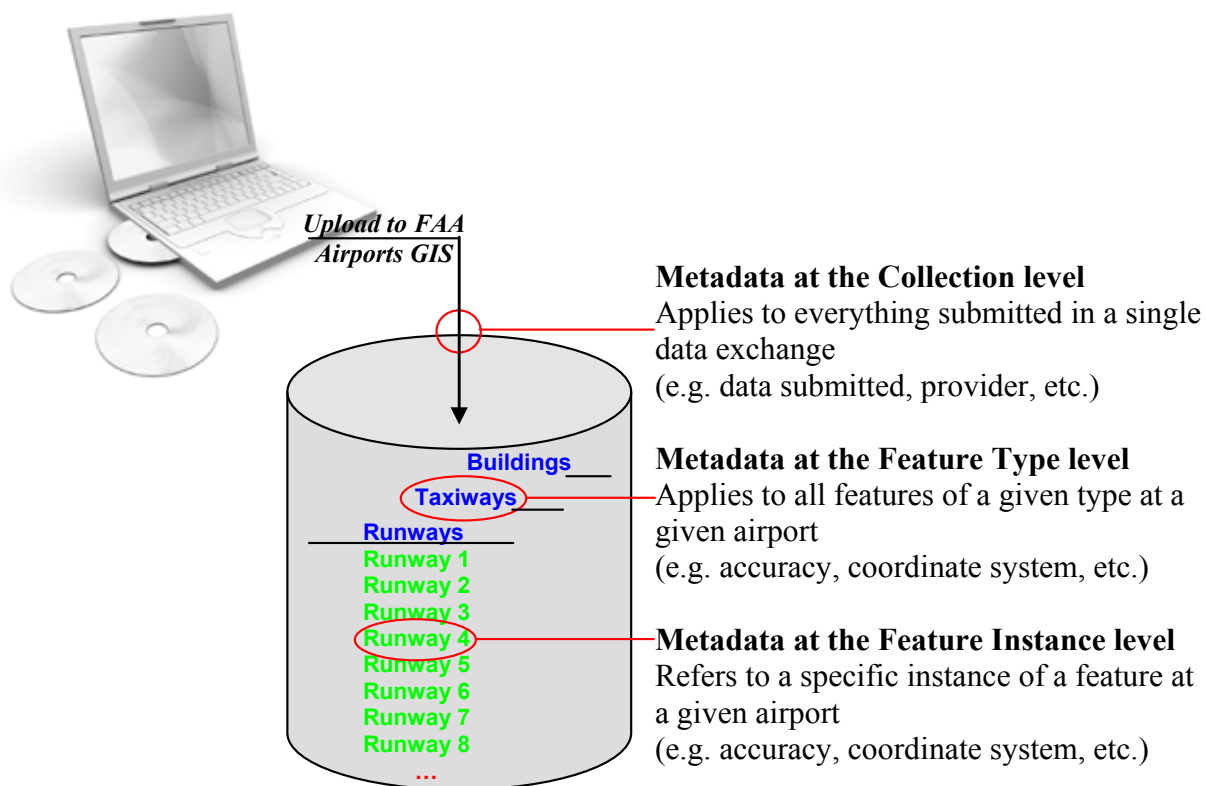 Upload to FAA
Airports GIS
Metadata at the Collection level
Applies to everything submitted in a single
data exchange
(e.g. data submitted, provider, etc.)
Buildings
Taxiways
Metadata at the Feature Type level
Applies to all features of a given type at a
given airport
(e.g. accuracy, coordinate system, etc.)
Runways
Runway 1
Runway 2
Runway 3
Runway 4
Runway 5
Runway 6
Runway 7
Runway 8
...
Metadata at the Feature Instance level
Refers to a specific instance of a feature at
a given airport
(e.g. accuracy, coordinate system, etc.)